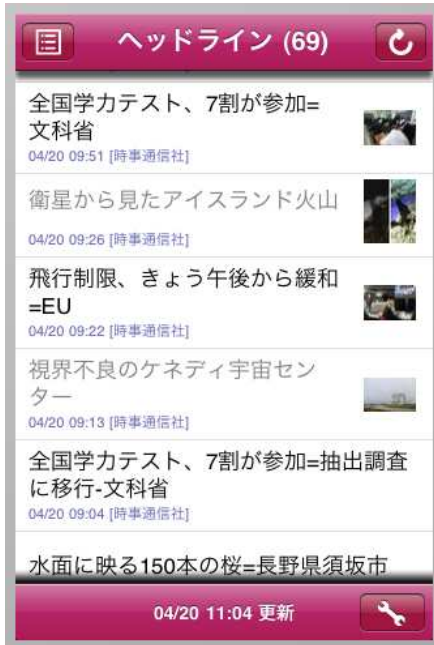 ヘッドライン (69)
全国学力テスト、7割が参加=
文科省
04/20 09:51 [時事通信社]
衛星から見たアイスランド火山
04/20 09:26 [時事通信社]
飛行制限、きょう午後から緩和
=EU
04/20 09:22 [時事通信社]
視界不良のケネディ宇宙セン
ター
04/20 09:13 [時事通信社]
全国学力テスト、7割が参加=抽出調査
に移行-文科省
04/20 09:04 [時事通信社]
水面に映る150本の桜=長野県須坂市
04/20 11:04 更新